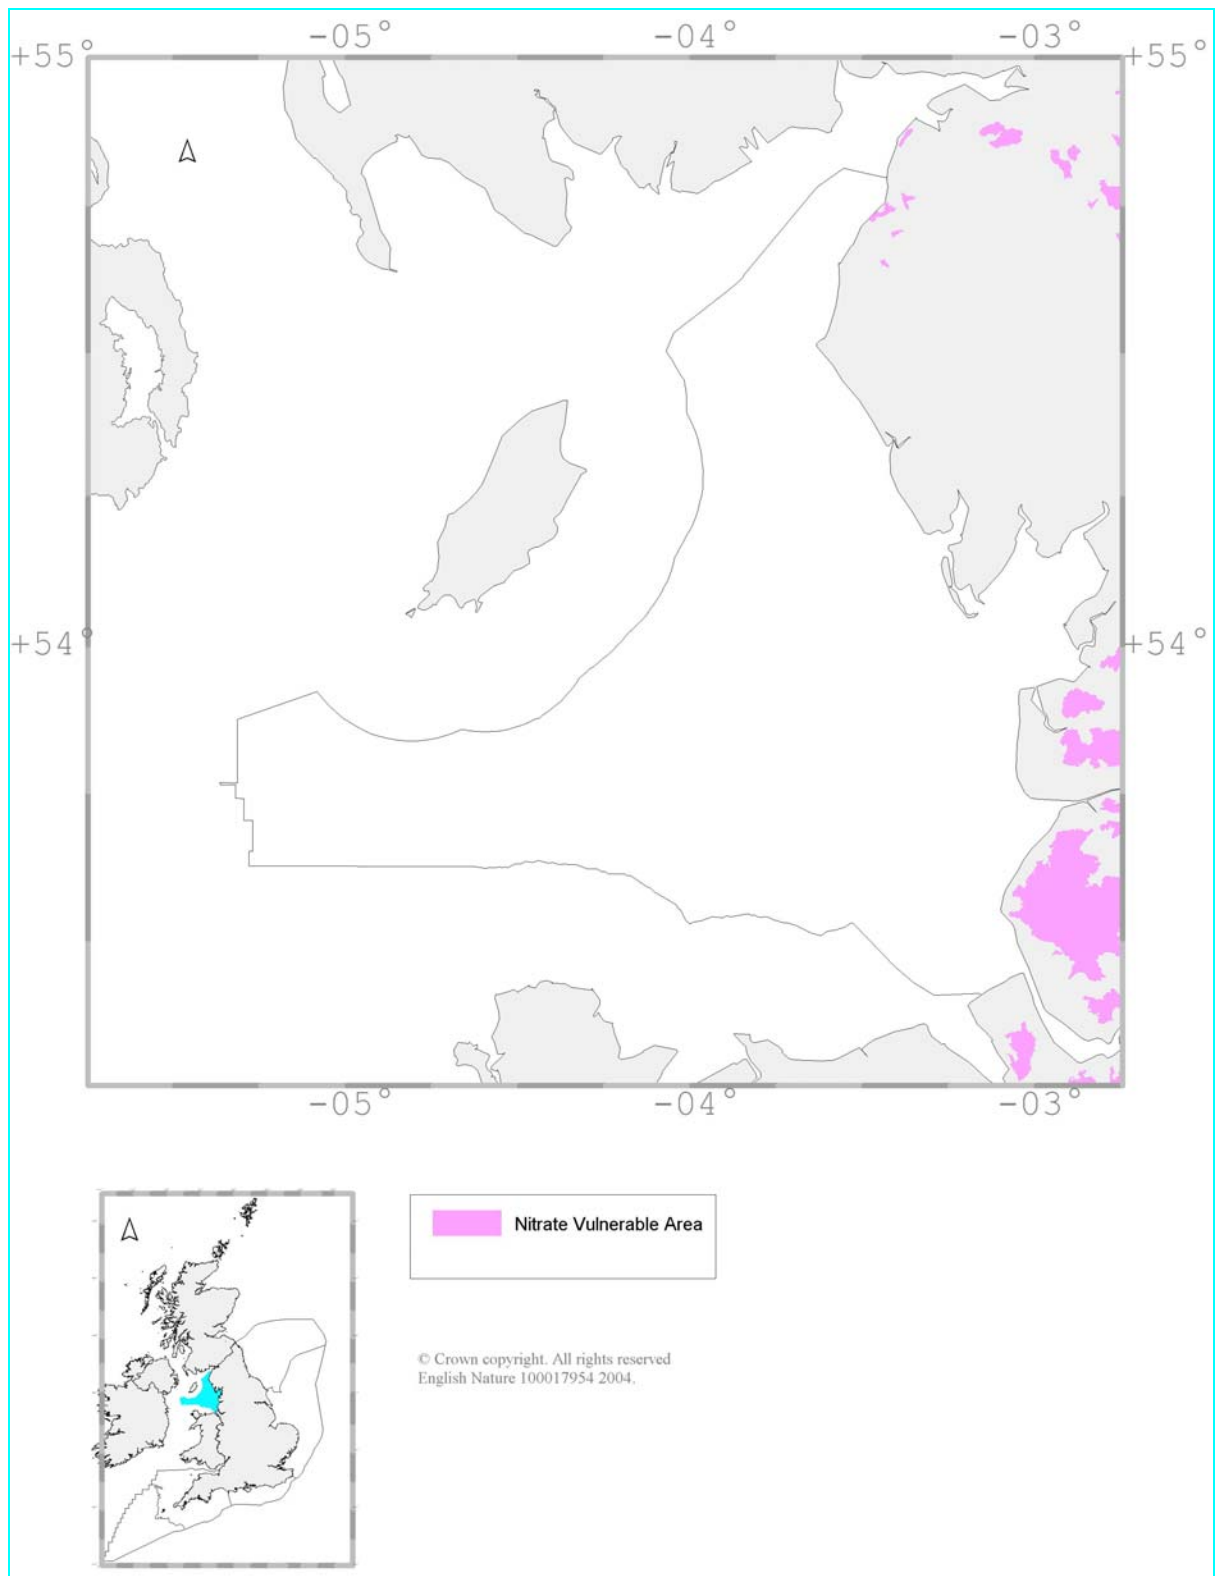 -05° -04° -03°
+55° +55°
+54° +54°
-05° -04° -03°
Nitrate Vulnerable Area
© Crown copyright. All rights reserved
English Nature 100017954 2004.